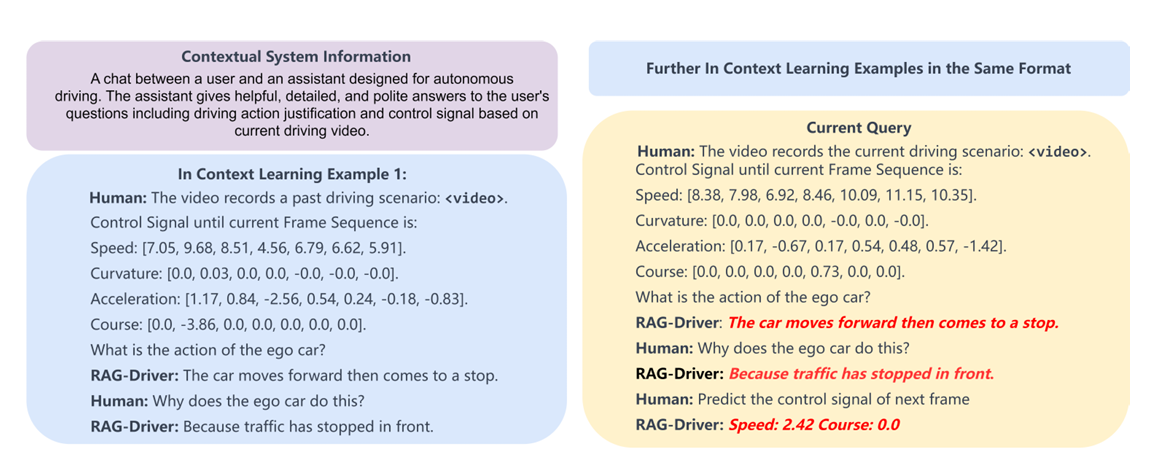 Contextual System Information
A chat between a user and an assistant designed for autonomous
driving. The assistant gives helpful, detailed, and polite answers to the user's
questions including driving action justification and control signal based on
current driving video.
In Context Learning Example 1:
Human: The video records a past driving scenario: <video>.
Control Signal until current Frame Sequence is:
Speed: [7.05, 9.68, 8.51, 4.56, 6.79, 6.62, 5.91].
Curvature: [0.0, 0.03, 0.0, 0.0, -0.0, -0.0, -0.0].
Acceleration: [1.17, 0.84, -2.56, 0.54, 0.24, -0.18, -0.83].
Course: [0.0, -3.86, 0.0, 0.0, 0.0, 0.0, 0.0].
What is the action of the ego car?
RAG-Driver: The car moves forward then comes to a stop.
Human: Why does the ego car do this?
RAG-Driver: Because traffic has stopped in front.
Further In Context Learning Examples in the Same Format
Current Query
Human: The video records the current driving scenario: <video>.
Control Signal until current Frame Sequence is:
Speed: [8.38, 7.98, 6.92, 8.46, 10.09, 11.15, 10.35].
Curvature: [0.0, 0.0, 0.0, 0.0, -0.0, 0.0, -0.0].
Acceleration: [0.17, -0.67, 0.17, 0.54, 0.48, 0.57, -1.42].
Course: [0.0, 0.0, 0.0, 0.0, 0.73, 0.0, 0.0].
What is the action of the ego car?
RAG-Driver: The car moves forward then comes to a stop.
Human: Why does the ego car do this?
RAG-Driver: Because traffic has stopped in front.
Human: Predict the control signal of next frame
RAG-Driver: Speed: 2.42 Course: 0.0